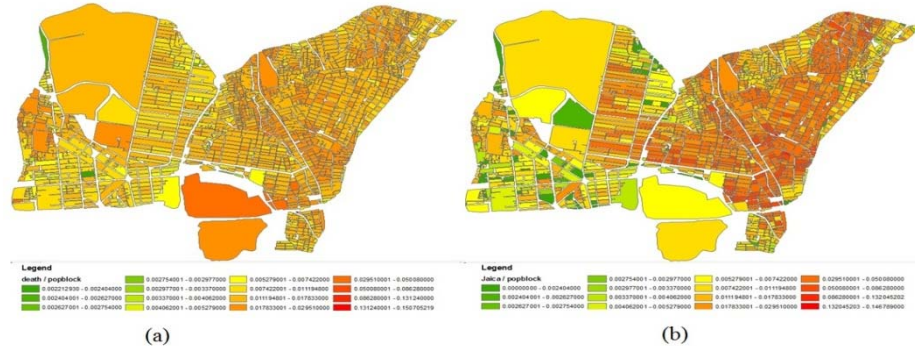 Legend
death / popblock
0.002212930 - 0.002404000
0.002404001 - 0.002627000
0.002627001 - 0.002754000
0.002754001 - 0.002977000
0.002977001 - 0.003370000
0.003370001 - 0.004062000
0.004062001 - 0.005279000
0.005279001 - 0.007422000
0.007422001 - 0.011194000
0.011194001 - 0.017833000
0.017833001 - 0.029510000
0.029510001 - 0.050080000
0.050080001 - 0.086280000
0.086280001 - 0.131240000
0.131240001 - 0.150705219
(a)
Legend
Jaica / popblock
0.00000000 - 0.002404000
0.002404001 - 0.002627000
0.002627001 - 0.002754000
0.002754001 - 0.002977000
0.002977001 - 0.003370000
0.003370001 - 0.004062000
0.004062001 - 0.005279000
0.005279001 - 0.007422000
0.007422001 - 0.011194000
0.011194001 - 0.017833000
0.017833001 - 0.029510000
0.029510001 - 0.050080000
0.050080001 - 0.086280000
0.086280001 - 0.132045202
0.132045203 - 0.146789000
(b)